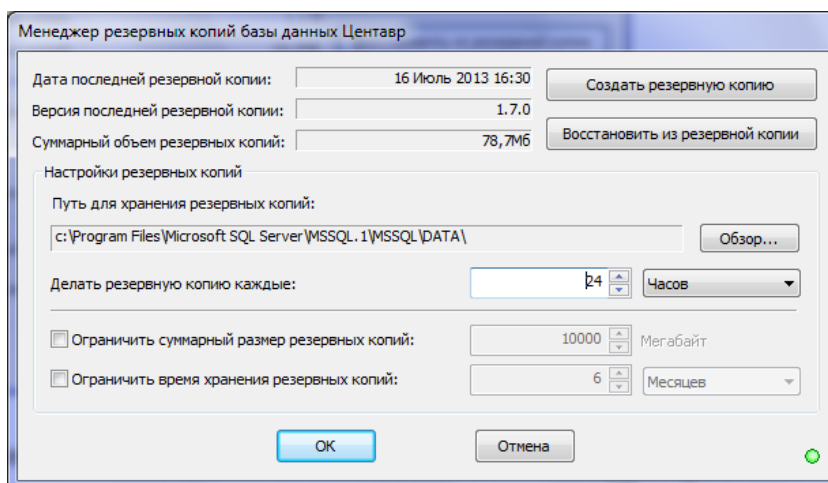 Менеджер резервных копий базы данных Центавр
Дата последней резервной копии: 16 Июль 2013 16:30 Создать резервную копию
Версия последней резервной копии: 1.7.0
Суммарный объем резервных копий: 78,7Мб Восстановить из резервной копии
Настройки резервных копий
Путь для хранения резервных копий:
c:\Program Files\Microsoft SQL Server\MSSQL.1\MSSQL\DATA\ Обзор...
Делать резервную копию каждые: 24 Часов
Ограничить суммарный размер резервных копий: 10000 Мегабайт
Ограничить время хранения резервных копий: 6 Месяцев
OK Отмена